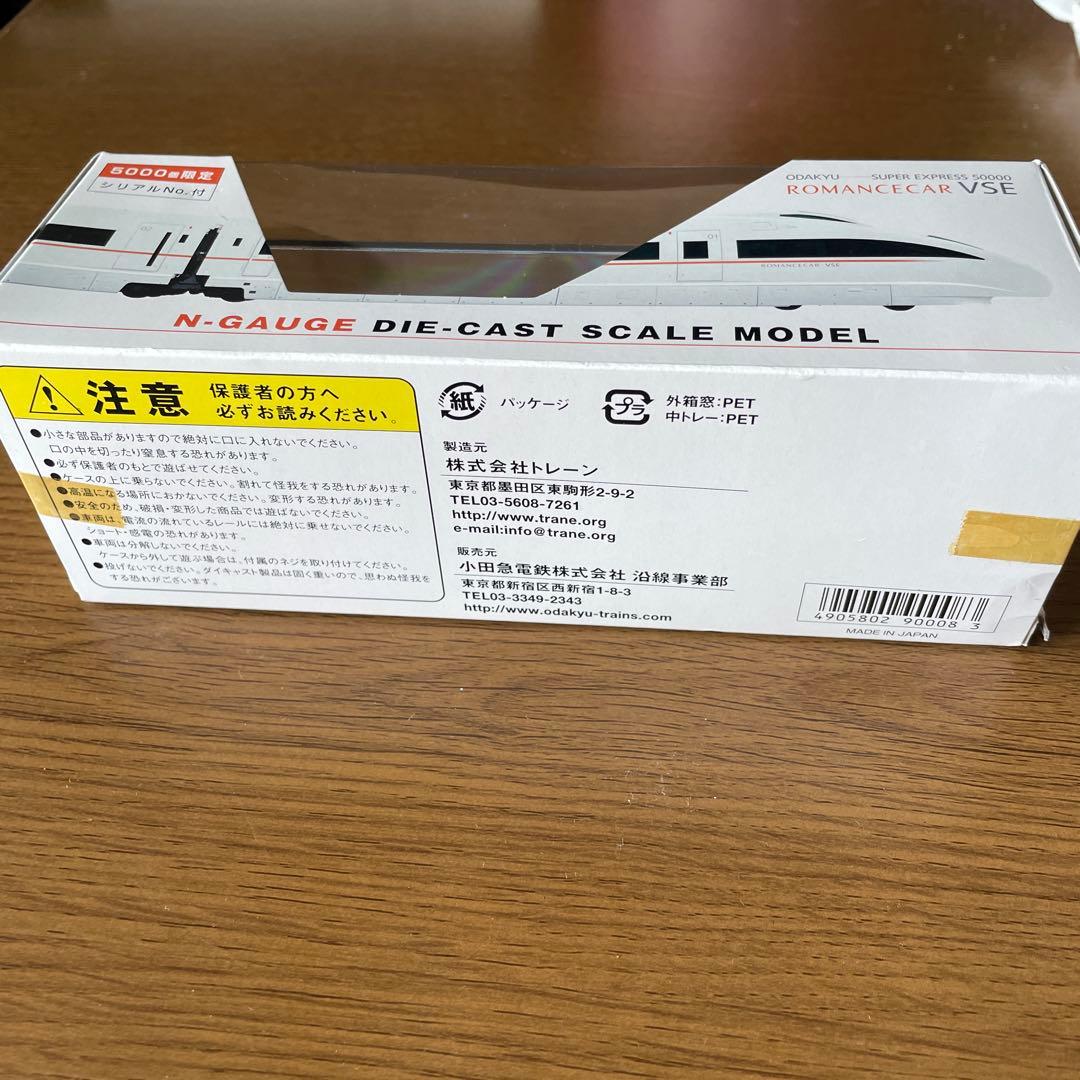 5000個限定
シリアルNo.付
ODAKYU SUPER EXPRESS 50000
ROMANCECAR VSE
02
01
ROMANCECAR VSE
N-GAUGE DIE-CAST SCALE MODEL
注意 保護者の方へ
必ずお読みください。
●小さな部品がありますので絶対に口に入れないでください。
口の中を切ったり窒息する恐れがあります。
●必ず保護者のもとで遊ばせてください。
●ケースの上に乗らないでください。割れて怪我をする恐れがあります。
●高温になる場所におかないでください。変形する恐れがあります。
●安全のため、破損・変形した商品では遊ばないでください。
●車両は、電流の流れているレールには絶対に乗せないでください。
ショート・感電の恐れがあります。
●車両は分解しないでください。
ケースから外して遊ぶ場合は、付属のネジを取り付けてください。
●投げないでください。ダイキャスト製品は固く重いので、思わぬ怪我を
する恐れがございます。
紙 パッケージ
プラ 外箱窓:PET
中トレー:PET
製造元
株式会社トレーン
東京都墨田区東駒形2-9-2
TEL03-5608-7261
http://www.trane.org
e-mail:info@trane.org
販売元
小田急電鉄株式会社 沿線事業部
東京都新宿区西新宿1-8-3
TEL03-3349-2343
http://www.odakyu-trains.com
4905802 90008 3
MADE IN JAPAN